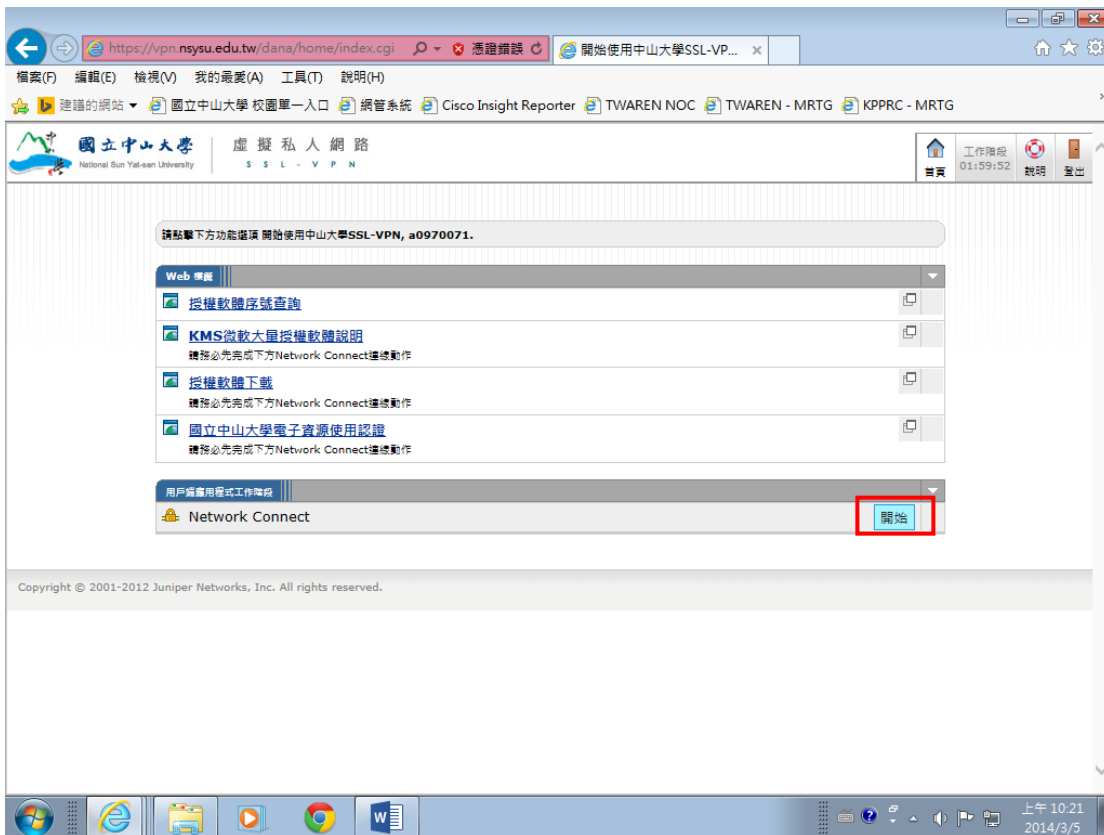 https://vpn.nsysu.edu.tw/dana/home/index.cgi 憑證錯誤 開始使用中山大學SSL-VP...
檔案(F) 編輯(E) 檢視(V) 我的最愛(A) 工具(T) 說明(H)
建議的網站 國立中山大學 校園單一入口 網管系統 Cisco Insight Reporter TWAREN NOC TWAREN - MRTG KPPRC - MRTG
國立中山大學 虛擬私人網路
National Sun Yat-sen University SSL-VPN
首頁 工作階段 01:59:52 說明 登出
請點擊下方功能選項 開始使用中山大學SSL-VPN, a0970071.
Web 標籤
授權軟體序號查詢
KMS微軟大量授權軟體說明
請務必先完成下方Network Connect連線動作
授權軟體下載
請務必先完成下方Network Connect連線動作
國立中山大學電子資源使用認證
請務必先完成下方Network Connect連線動作
用戶端應用程式工作階段
Network Connect 開始
Copyright © 2001-2012 Juniper Networks, Inc. All rights reserved.
上午 10:21
2014/3/5